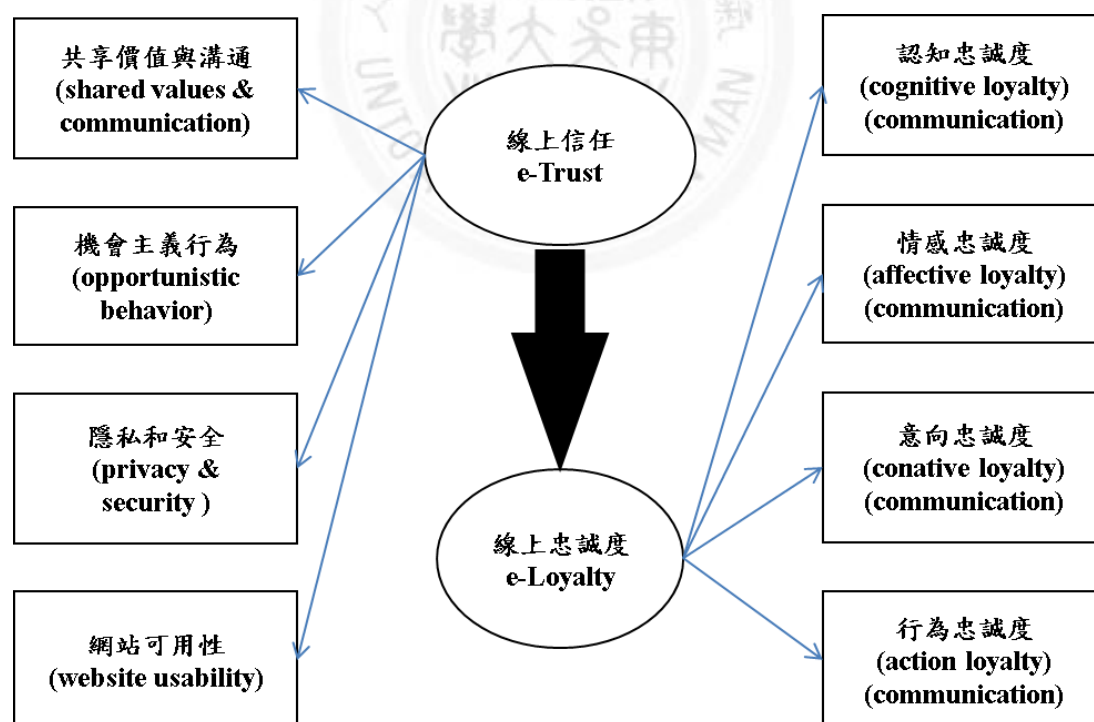 共享價值與溝通
(shared values &
communication)
機會主義行為
(opportunistic
behavior)
隱私和安全
(privacy &
security )
網站可用性
(website usability)
線上信任
e-Trust
線上忠誠度
e-Loyalty
認知忠誠度
(cognitive loyalty)
(communication)
情感忠誠度
(affective loyalty)
(communication)
意向忠誠度
(conative loyalty)
(communication)
行為忠誠度
(action loyalty)
(communication)